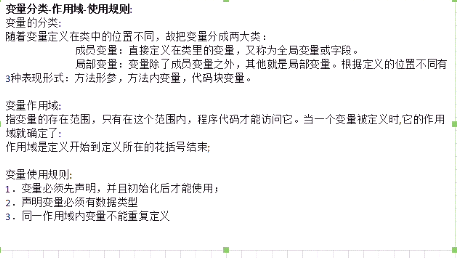 变量分类-作用域-使用规则:
变量的分类:
随着变量定义在类中的位置不同，故把变量分成两大类：
成员变量：直接定义在类里的变量，又称为全局变量或字段。
局部变量：变量除了成员变量之外，其他就是局部变量。根据定义的位置不同有
3种表现形式：方法形参，方法内变量，代码块变量。
变量作用域:
指变量的存在范围，只有在这个范围内，程序代码才能访问它。当一个变量被定义时,它的作用
域就确定了:
作用域是定义开始到定义所在的花括号结束;
变量使用规则:
1．变量必须先声明，并且初始化后才能使用；
2．声明变量必须有数据类型
3．同一作用域内变量不能重复定义